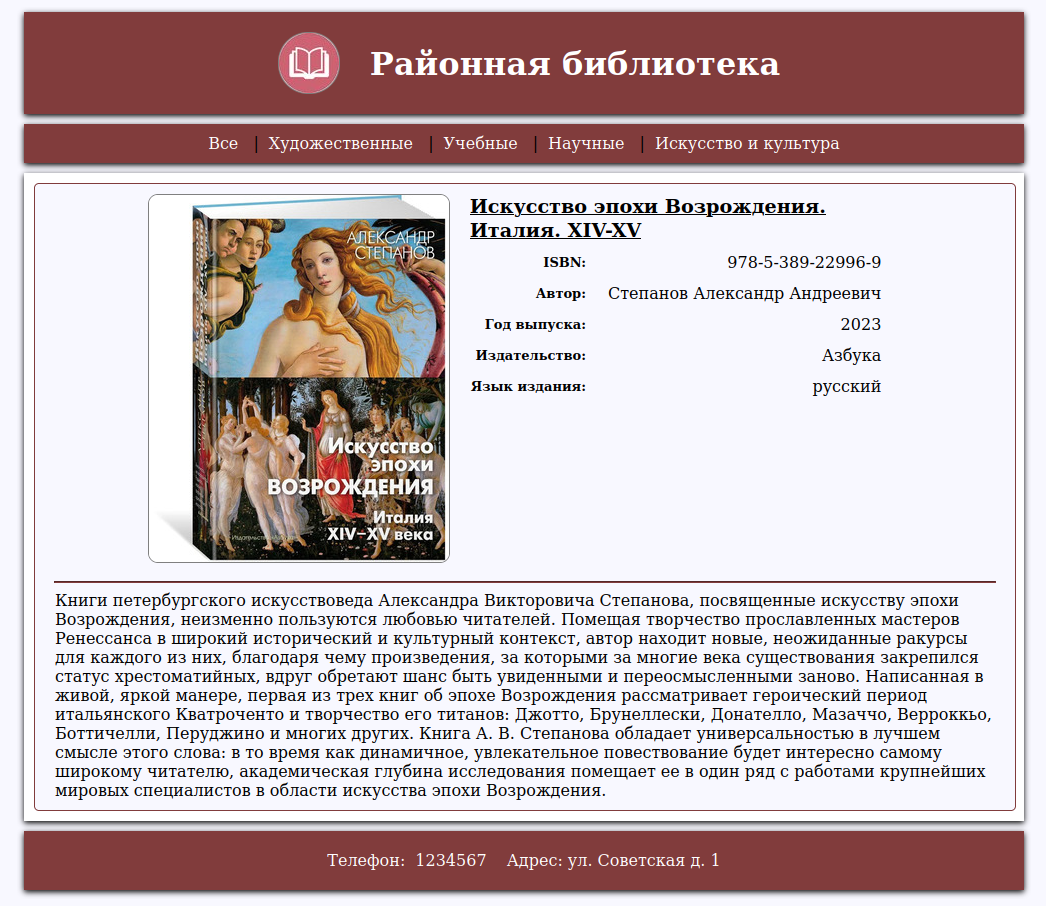 Районная библиотека
Все | Художественные | Учебные | Научные | Искусство и культура
АЛЕКСАНДР
СТЕПАНОВ
Искусство
эпохи
ВОЗРОЖДЕНИЯ
Италия
XIV–XV века
Искусство эпохи Возрождения.
Италия. XIV-XV
ISBN: 978-5-389-22996-9
Автор: Степанов Александр Андреевич
Год выпуска: 2023
Издательство: Азбука
Язык издания: русский
Книги петербургского искусствоведа Александра Викторовича Степанова, посвященные искусству эпохи
Возрождения, неизменно пользуются любовью читателей. Помещая творчество прославленных мастеров
Ренессанса в широкий исторический и культурный контекст, автор находит новые, неожиданные ракурсы
для каждого из них, благодаря чему произведения, за которыми за многие века существования закрепился
статус хрестоматийных, вдруг обретают шанс быть увиденными и переосмысленными заново. Написанная в
живой, яркой манере, первая из трех книг об эпохе Возрождения рассматривает героический период
итальянского Кватроченто и творчество его титанов: Джотто, Брунеллески, Донателло, Мазаччо, Верроккьо,
Боттичелли, Перуджино и многих других. Книга А. В. Степанова обладает универсальностью в лучшем
смысле этого слова: в то время как динамичное, увлекательное повествование будет интересно самому
широкому читателю, академическая глубина исследования помещает ее в один ряд с работами крупнейших
мировых специалистов в области искусства эпохи Возрождения.
Телефон: 1234567 Адрес: ул. Советская д. 1